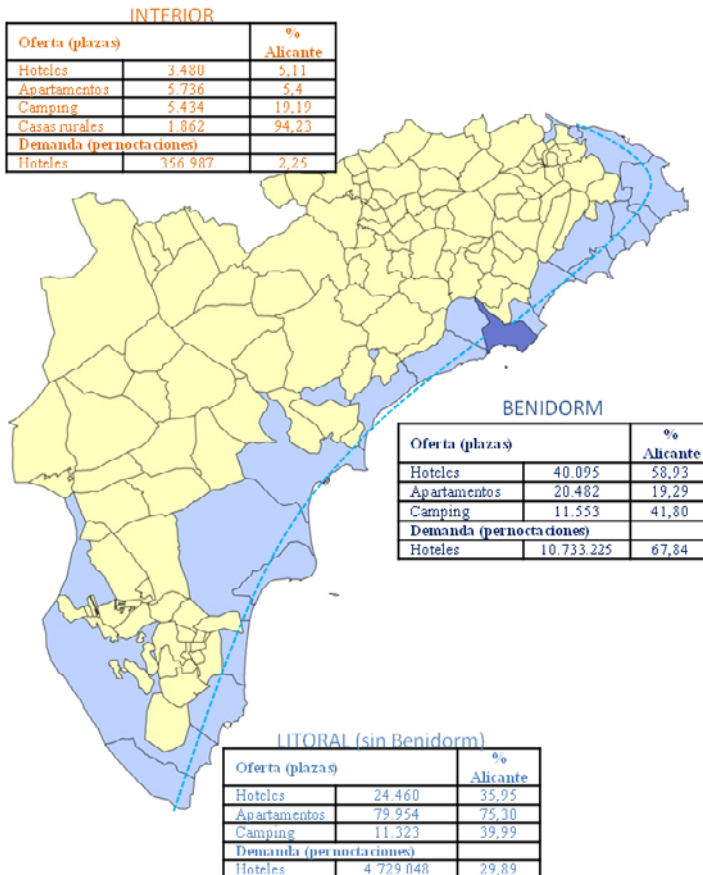 INTERIOR
Oferta (plazas) % Alicante
Hoteles 3.480 5,11
Apartamentos 5.736 5,4
Camping 5.434 19,19
Casas rurales 1.862 94,23
Demanda (pernoctaciones)
Hoteles 356 987 2,25
BENIDORM
Oferta (plazas) % Alicante
Hoteles 40.095 58,93
Apartamentos 20.482 19,29
Camping 11.553 41,80
Demanda (pernoctaciones)
Hoteles 10.733.225 67,84
LITORAL (sin Benidorm)
Oferta (plazas) % Alicante
Hoteles 24.460 35,95
Apartamentos 79.954 75,30
Camping 11.323 39,99
Demanda (pernoctaciones)
Hoteles 4 729 048 29,89